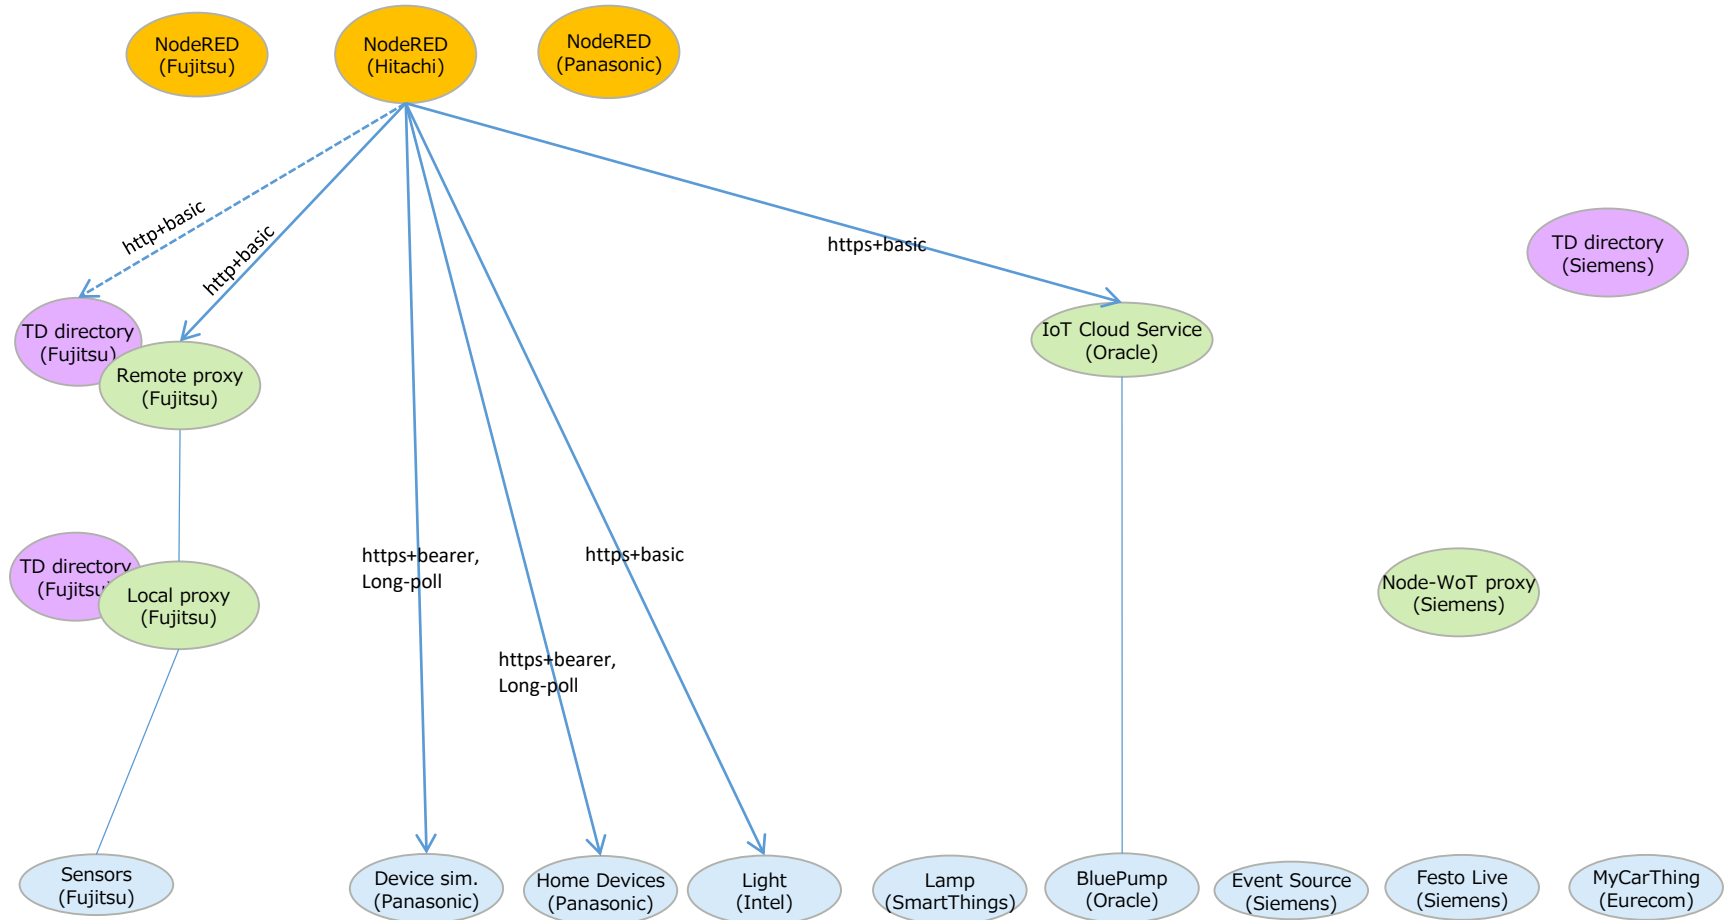 NodeRED
(Fujitsu)
NodeRED
(Hitachi)
NodeRED
(Panasonic)
http+basic
http+basic
https+basic
TD directory
(Siemens)
TD directory
(Fujitsu)
Remote proxy
(Fujitsu)
IoT Cloud Service
(Oracle)
https+bearer,
Long-poll
https+basic
TD directory
(Fujitsu)
Local proxy
(Fujitsu)
Node-WoT proxy
(Siemens)
https+bearer,
Long-poll
Sensors
(Fujitsu)
Device sim.
(Panasonic)
Home Devices
(Panasonic)
Light
(Intel)
Lamp
(SmartThings)
BluePump
(Oracle)
Event Source
(Siemens)
Festo Live
(Siemens)
MyCarThing
(Eurecom)